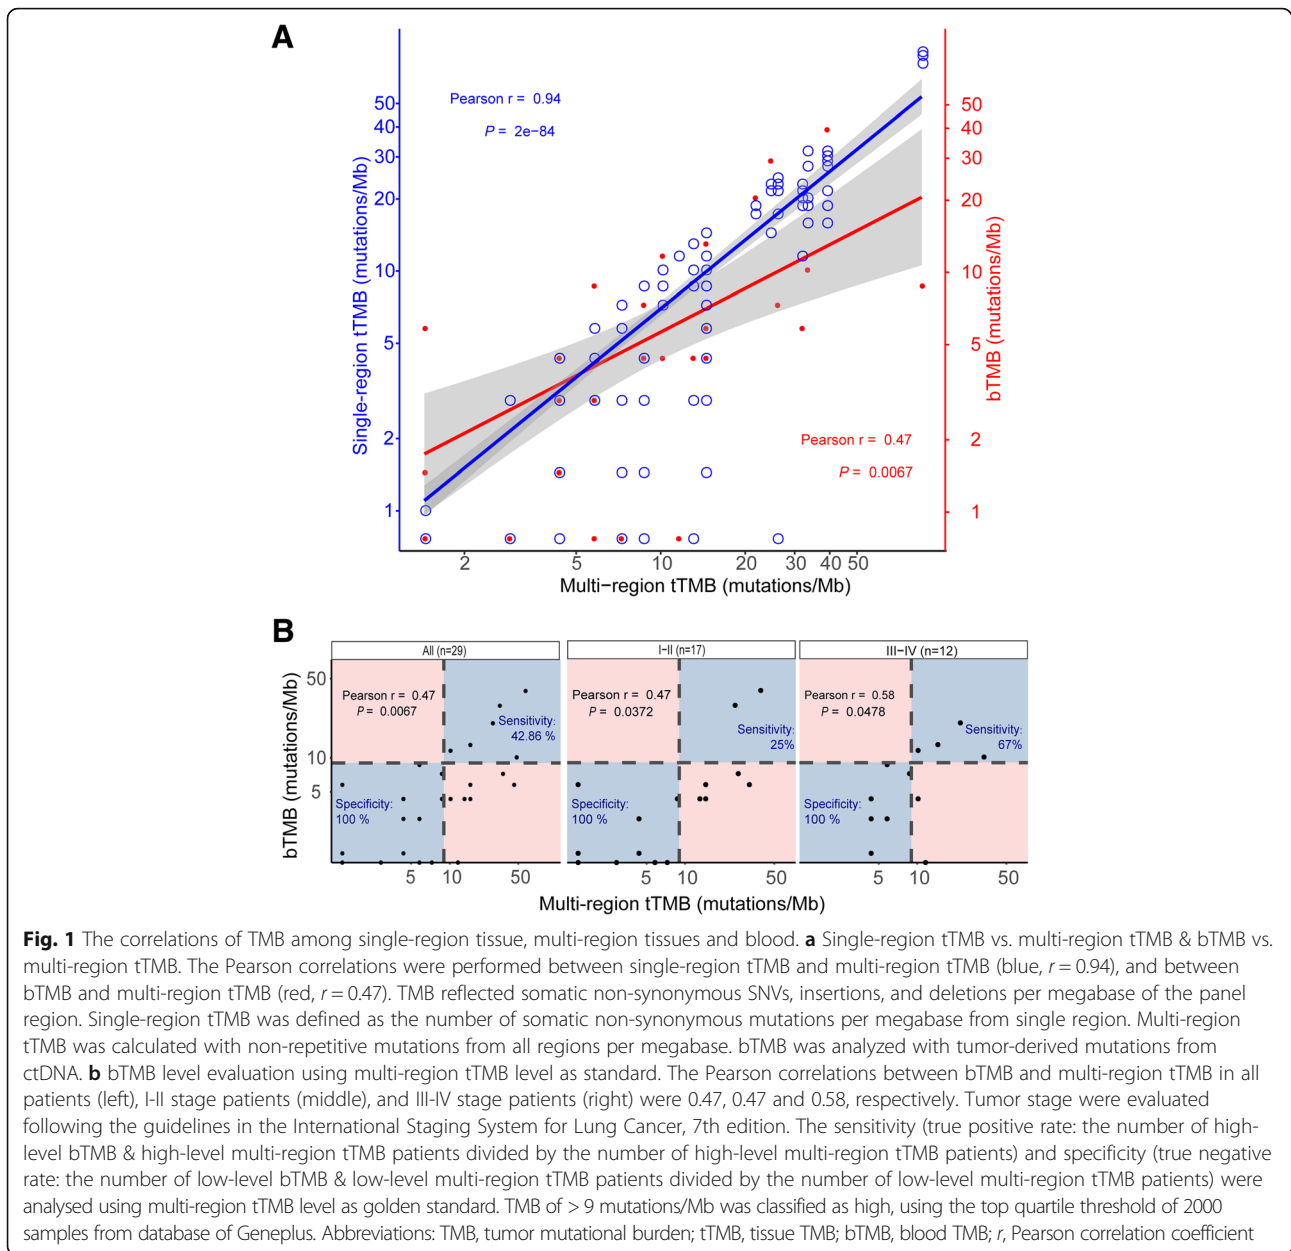 A
Pearson r = 0.94
P = 2e−84
Single-region tTMB (mutations/Mb)
50
40
30
20
10
5
2
1
50
40
30
20
10
5
2
1
bTMB (mutations/Mb)
Pearson r = 0.47
P = 0.0067
2
5
10
20
30
40
50
Multi−region tTMB (mutations/Mb)
B
All (n=29)
I−II (n=17)
III−IV (n=12)
bTMB (mutations/Mb)
50
10
5
Pearson r = 0.47
P = 0.0067
Sensitivity:
42.86 %
Specificity:
100 %
Pearson r = 0.47
P = 0.0372
Sensitivity:
25%
Specificity:
100 %
Pearson r = 0.58
P = 0.0478
Sensitivity:
67%
Specificity:
100 %
5 10 50
5 10 50
5 10 50
Multi-region tTMB (mutations/Mb)
Fig. 1 The correlations of TMB among single-region tissue, multi-region tissues and blood. a Single-region tTMB vs. multi-region tTMB & bTMB vs.
multi-region tTMB. The Pearson correlations were performed between single-region tTMB and multi-region tTMB (blue, r = 0.94), and between
bTMB and multi-region tTMB (red, r = 0.47). TMB reflected somatic non-synonymous SNVs, insertions, and deletions per megabase of the panel
region. Single-region tTMB was defined as the number of somatic non-synonymous mutations per megabase from single region. Multi-region
tTMB was calculated with non-repetitive mutations from all regions per megabase. bTMB was analyzed with tumor-derived mutations from
ctDNA. b bTMB level evaluation using multi-region tTMB level as standard. The Pearson correlations between bTMB and multi-region tTMB in all
patients (left), I-II stage patients (middle), and III-IV stage patients (right) were 0.47, 0.47 and 0.58, respectively. Tumor stage were evaluated
following the guidelines in the International Staging System for Lung Cancer, 7th edition. The sensitivity (true positive rate: the number of high-
level bTMB & high-level multi-region tTMB patients divided by the number of high-level multi-region tTMB patients) and specificity (true negative
rate: the number of low-level bTMB & low-level multi-region tTMB patients divided by the number of low-level multi-region tTMB patients) were
analysed using multi-region tTMB level as golden standard. TMB of > 9 mutations/Mb was classified as high, using the top quartile threshold of 2000
samples from database of Geneplus. Abbreviations: TMB, tumor mutational burden; tTMB, tissue TMB; bTMB, blood TMB; r, Pearson correlation coefficient